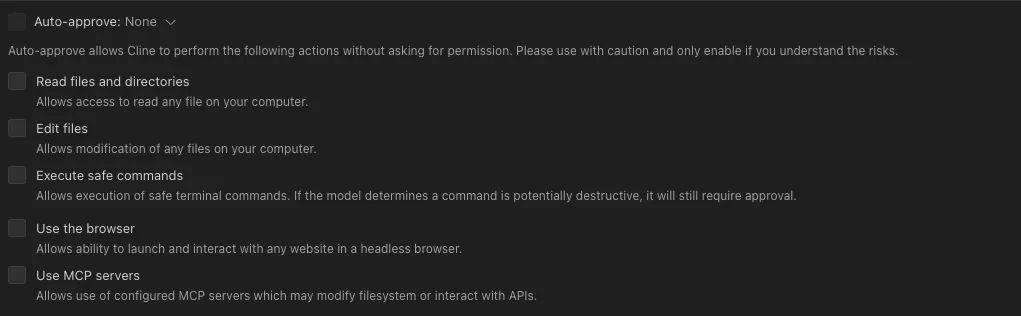 Auto-approve: None
Auto-approve allows Cline to perform the following actions without asking for permission. Please use with caution and only enable if you understand the risks.
Read files and directories
Allows access to read any file on your computer.
Edit files
Allows modification of any files on your computer.
Execute safe commands
Allows execution of safe terminal commands. If the model determines a command is potentially destructive, it will still require approval.
Use the browser
Allows ability to launch and interact with any website in a headless browser.
Use MCP servers
Allows use of configured MCP servers which may modify filesystem or interact with APIs.